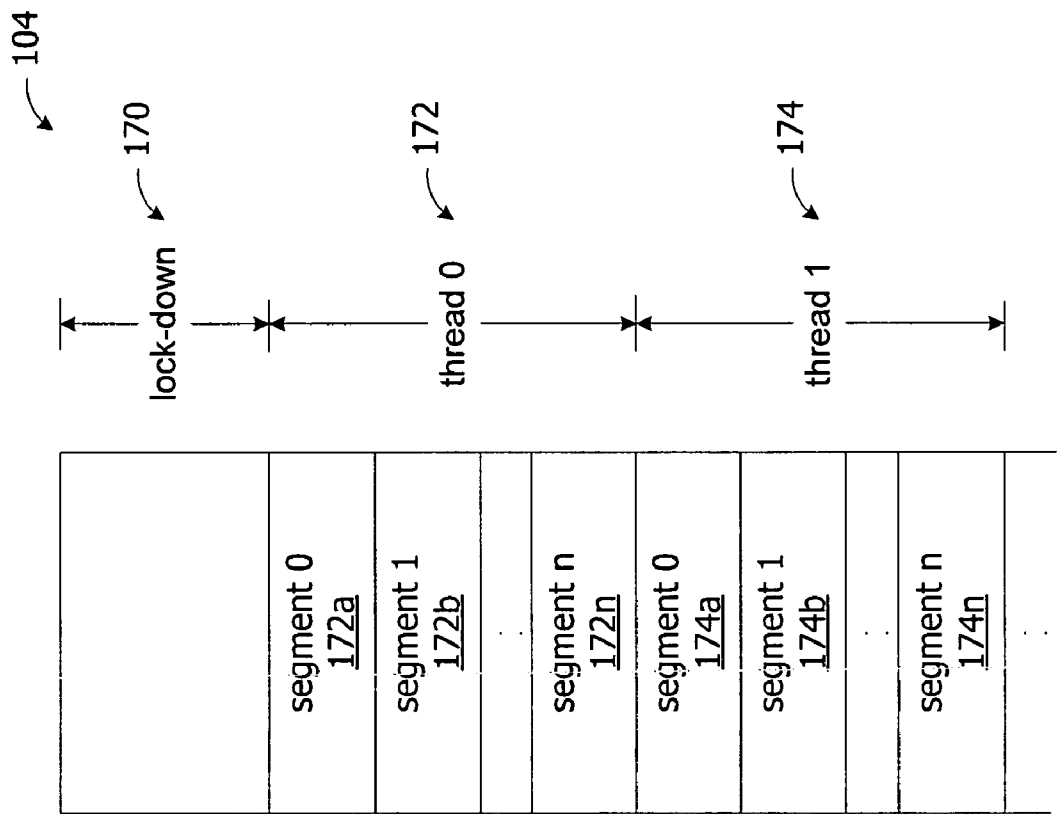 104
lock-down
170
segment 0
172a
segment 1
172b
. .
segment n
172n
thread 0
172
segment 0
174a
segment 1
174b
. .
segment n
174n
thread 1
174
. .